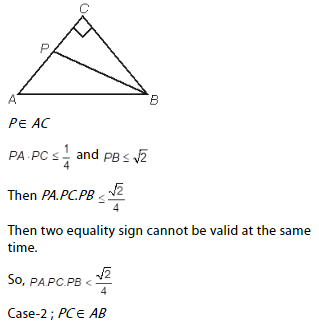 C
P
A
B
P∈ AC
PA·PC ≤ 1/4 and PB ≤ √2
Then PA.PC.PB ≤ √2/4
Then two equality sign cannot be valid at the same
time.
So, PA.PC.PB < √2/4
Case-2 ; PC∈ AB